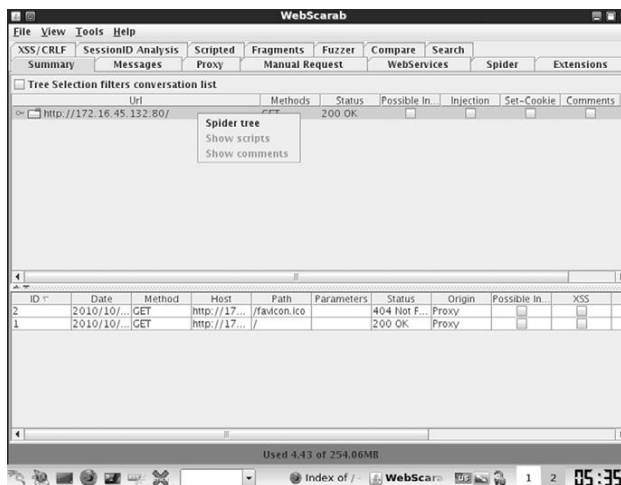 WebScarab
File View Tools Help
XSS/CRLF SessionID Analysis Scripted Fragments Fuzzer Compare Search
Summary Messages Proxy Manual Request WebServices Spider Extensions
Tree Selection filters conversation list
Url Methods Status Possible In... Injection Set-Cookie Comments
http://172.16.45.132:80/ GET 200 OK
Spider tree
Show scripts
Show comments
ID Date Method Host Path Parameters Status Origin Possible In... XSS
2 2010/10/... GET http://17... /favicon.ico 404 Not F... Proxy
1 2010/10/... GET http://17... / 200 OK Proxy
Used 4.43 of 254.06MB
Index of / - WebScara US 1 2 05:35